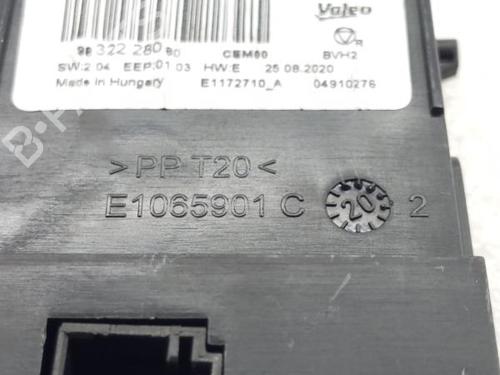 Valeo
98 322 280 80 CEM60 BVH2
SW:2.04 EEP:01.03 HW:E 25.08.2020
Made in Hungary E1172710_A 04910276
>PP T20<
E1065901 C 20 2